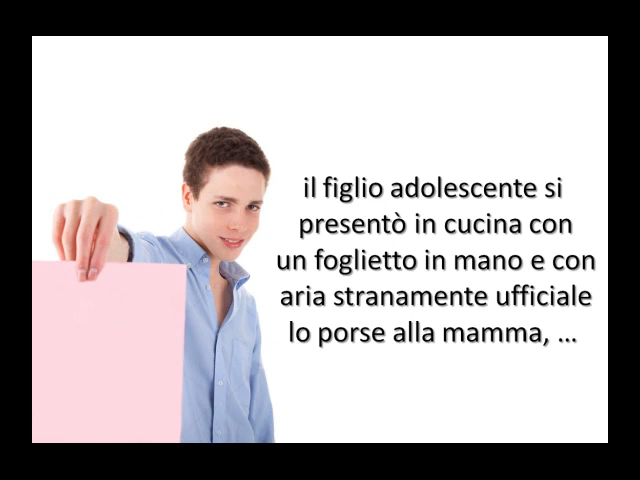 il figlio adolescente si
presentò in cucina con
un foglietto in mano e con
aria stranamente ufficiale
lo porse alla mamma, …